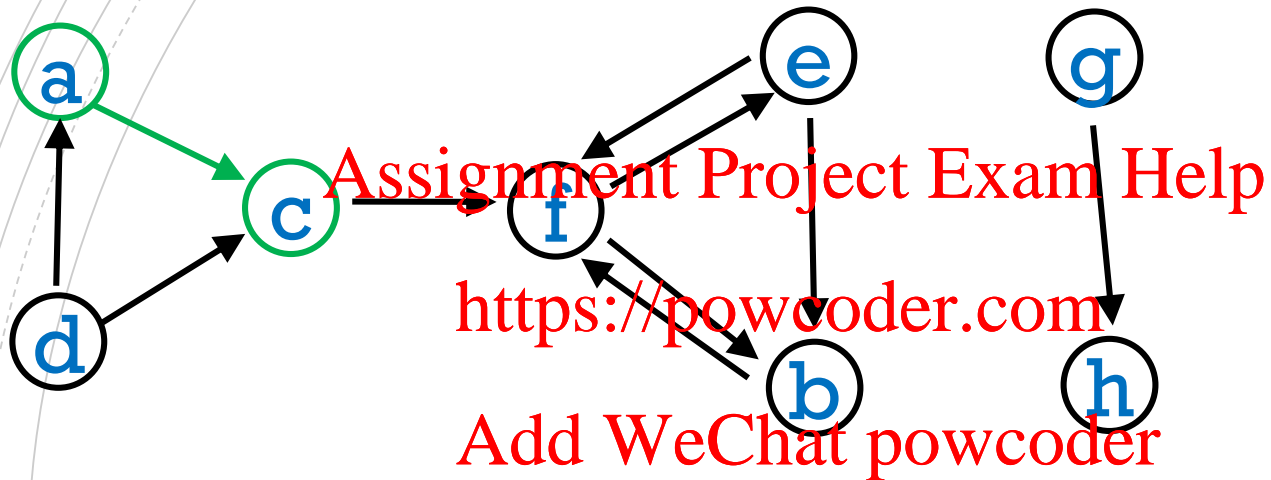 a
e
g
Assignment Project Exam Help
c
f
https://powcoder.com
d
b
h
Add WeChat powcoder